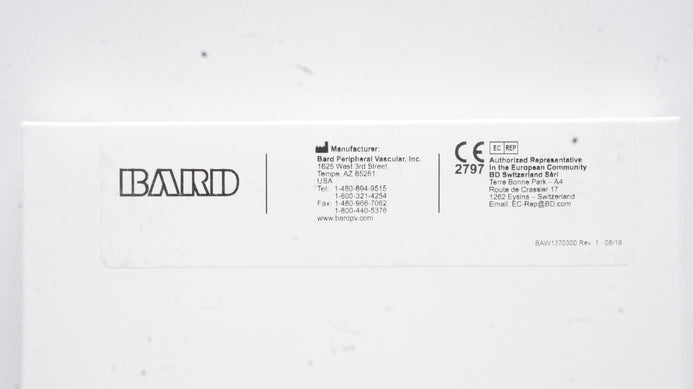 BARD
Manufacturer:
Bard Peripheral Vascular, Inc.
1625 West 3rd Street
Tempe, AZ 85281
USA
Tel: 1-480-894-9515
1-800-321-4254
Fax: 1-480-966-7062
1-800-440-5376
www.bardpv.com
CE
2797
EC REP
Authorized Representative
in the European Community
BD Switzerland Sàrl
Terre Bonne Park – A4
Route de Crassier 17
1262 Eysins – Switzerland
Email: EC-Rep@BD.com
BAW1370300 Rev. 1 08/19